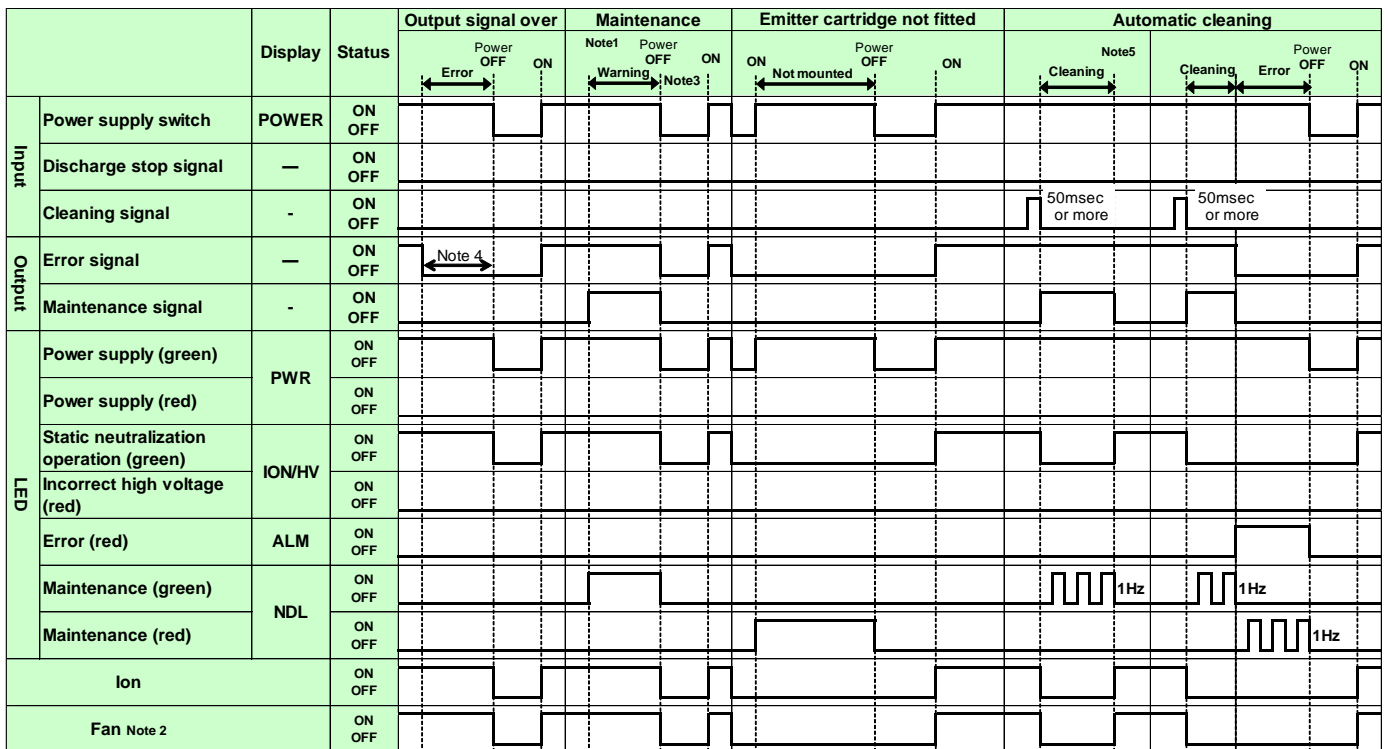 Output signal over
Maintenance
Emitter cartridge not fitted
Automatic cleaning
Display
Status
Power
OFF
ON
Error
Note1
Power
OFF
ON
Warning
Note3
ON
Power
OFF
ON
Not mounted
Note5
Cleaning
Cleaning
Error
Power
OFF
ON
Input
Power supply switch
POWER
ON
OFF
Discharge stop signal
—
ON
OFF
Cleaning signal
-
ON
OFF
50msec
or more
50msec
or more
Output
Error signal
—
ON
OFF
Note 4
Maintenance signal
-
ON
OFF
LED
Power supply (green)
PWR
ON
OFF
Power supply (red)
ON
OFF
Static neutralization
operation (green)
ION/HV
ON
OFF
Incorrect high voltage
(red)
ON
OFF
Error (red)
ALM
ON
OFF
Maintenance (green)
NDL
ON
OFF
1Hz
1Hz
Maintenance (red)
ON
OFF
1Hz
Ion
ON
OFF
Fan Note 2
ON
OFF